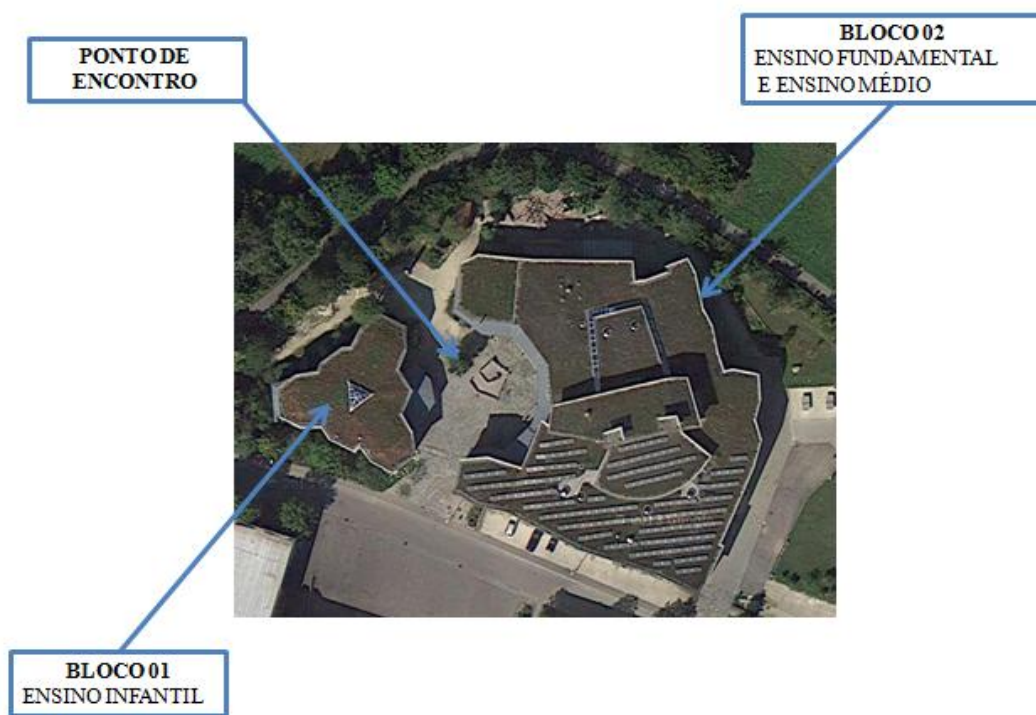 PONTO DE
ENCONTRO
BLOCO 02
ENSINO FUNDAMENTAL
E ENSINO MÉDIO
BLOCO 01
ENSINO INFANTIL